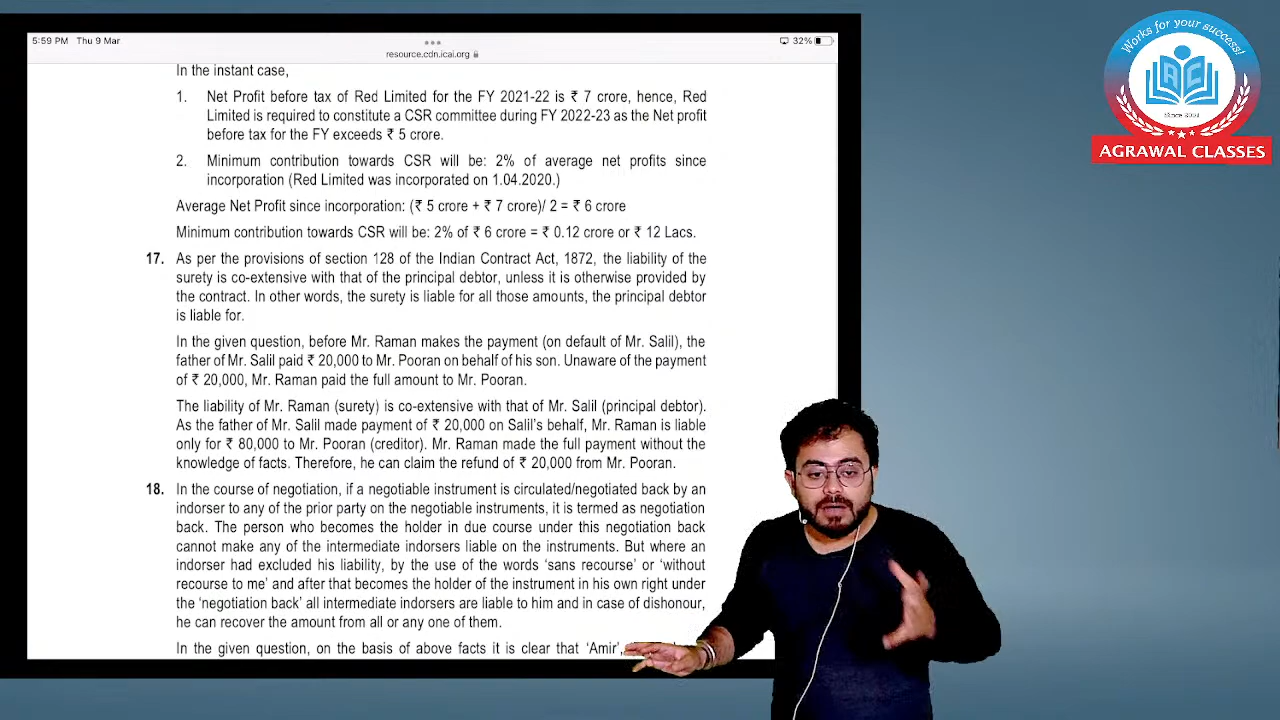 5:59 PM Thu 9 Mar
32%
resource.cdn.icai.org
Works for your success!
AC
Since 2001
AGRAWAL CLASSES
In the instant case,
1. Net Profit before tax of Red Limited for the FY 2021-22 is ₹ 7 crore, hence, Red
Limited is required to constitute a CSR committee during FY 2022-23 as the Net profit
before tax for the FY exceeds ₹ 5 crore.
2. Minimum contribution towards CSR will be: 2% of average net profits since
incorporation (Red Limited was incorporated on 1.04.2020.)
Average Net Profit since incorporation: (₹ 5 crore + ₹ 7 crore)/ 2 = ₹ 6 crore
Minimum contribution towards CSR will be: 2% of ₹ 6 crore = ₹ 0.12 crore or ₹ 12 Lacs.
17. As per the provisions of section 128 of the Indian Contract Act, 1872, the liability of the
surety is co-extensive with that of the principal debtor, unless it is otherwise provided by
the contract. In other words, the surety is liable for all those amounts, the principal debtor
is liable for.
In the given question, before Mr. Raman makes the payment (on default of Mr. Salil), the
father of Mr. Salil paid ₹ 20,000 to Mr. Pooran on behalf of his son. Unaware of the payment
of ₹ 20,000, Mr. Raman paid the full amount to Mr. Pooran.
The liability of Mr. Raman (surety) is co-extensive with that of Mr. Salil (principal debtor).
As the father of Mr. Salil made payment of ₹ 20,000 on Salil's behalf, Mr. Raman is liable
only for ₹ 80,000 to Mr. Pooran (creditor). Mr. Raman made the full payment without the
knowledge of facts. Therefore, he can claim the refund of ₹ 20,000 from Mr. Pooran.
18. In the course of negotiation, if a negotiable instrument is circulated/negotiated back by an
indorser to any of the prior party on the negotiable instruments, it is termed as negotiation
back. The person who becomes the holder in due course under this negotiation back
cannot make any of the intermediate indorsers liable on the instruments. But where an
indorser had excluded his liability, by the use of the words 'sans recourse' or 'without
recourse to me' and after that becomes the holder of the instrument in his own right under
the 'negotiation back' all intermediate indorsers are liable to him and in case of dishonour,
he can recover the amount from all or any one of them.
In the given question, on the basis of above facts it is clear that 'Amir',